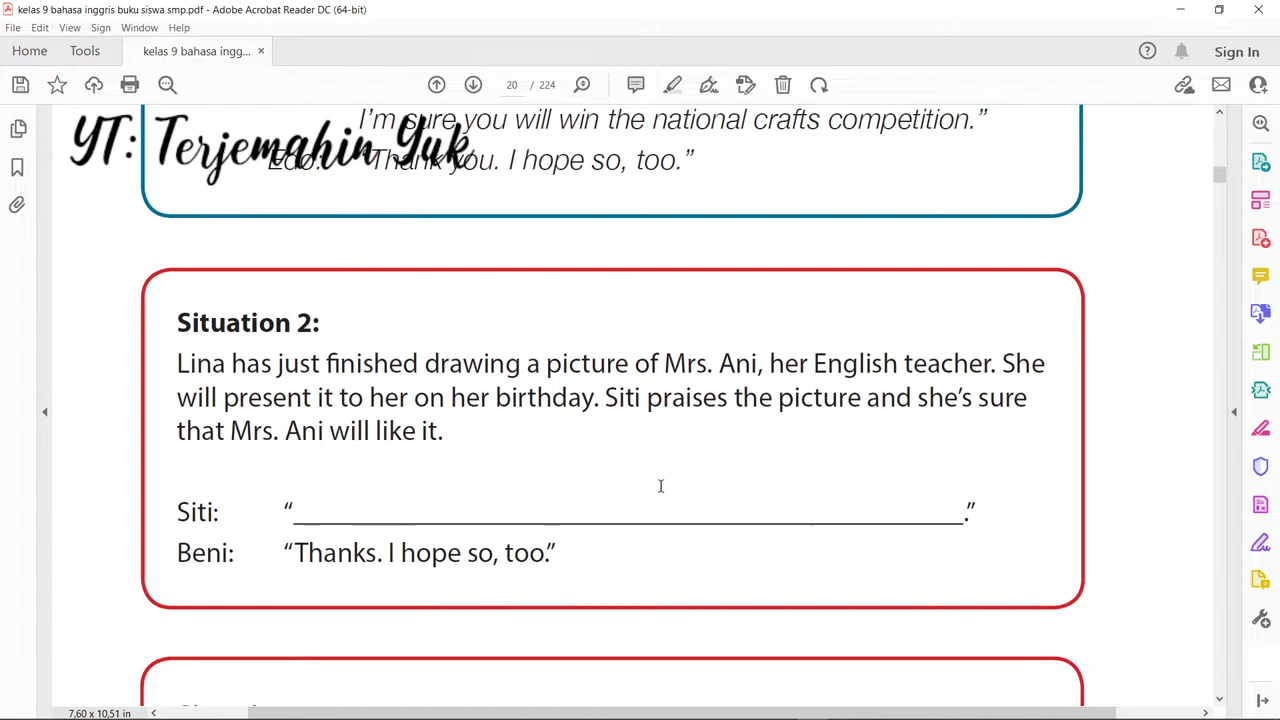 kelas 9 bahasa inggris buku siswa smp.pdf - Adobe Acrobat Reader DC (64-bit)
File Edit View Sign Window Help
Home Tools kelas 9 bahasa ingg... × Sign In
20 / 224
I'm sure you will win the national crafts competition."
YT: Terjemahin Yuk
Edo: "Thank you. I hope so, too."
Situation 2:
Lina has just finished drawing a picture of Mrs. Ani, her English teacher. She
will present it to her on her birthday. Siti praises the picture and she's sure
that Mrs. Ani will like it.
Siti: "____________________."
Beni: "Thanks. I hope so, too."
7,60 x 10,51 in